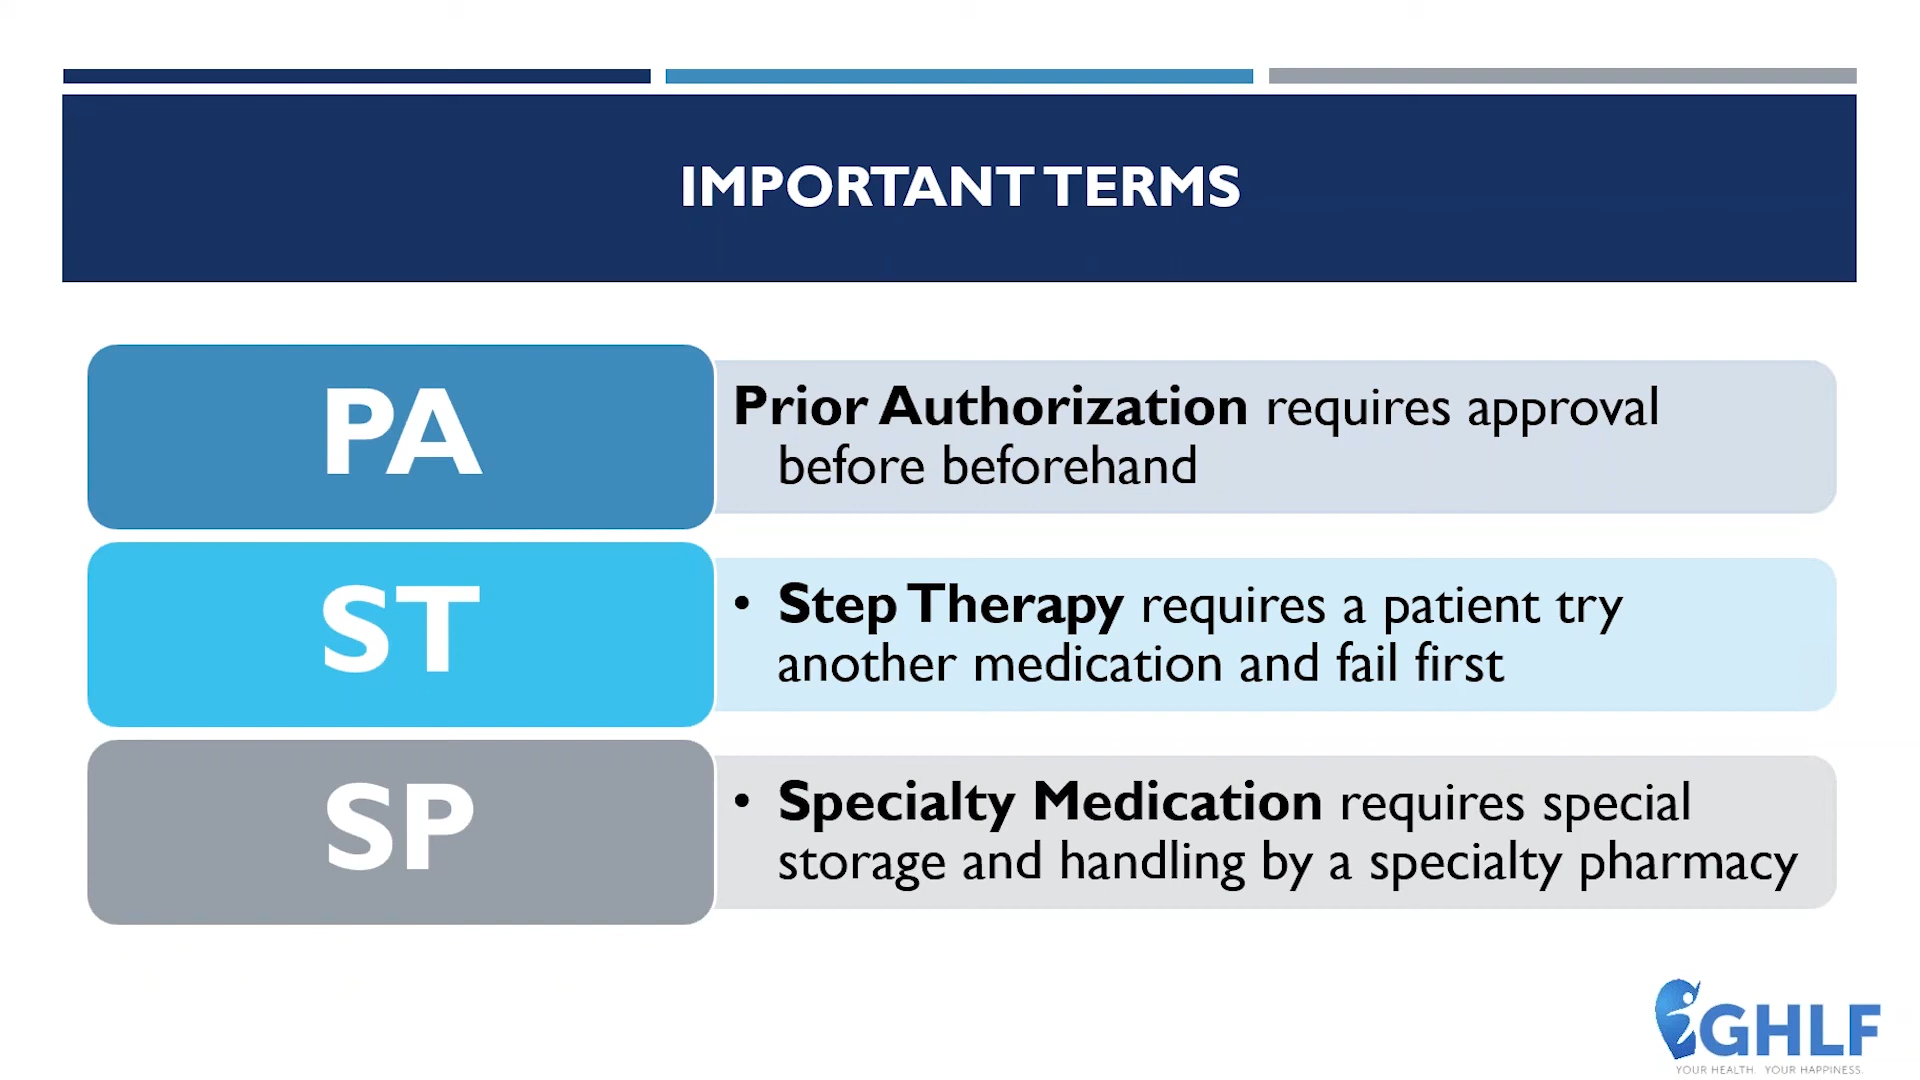 IMPORTANT TERMS
PA
Prior Authorization requires approval
before beforehand
ST
• Step Therapy requires a patient try
another medication and fail first
SP
• Specialty Medication requires special
storage and handling by a specialty pharmacy
GHLF
YOUR HEALTH. YOUR HAPPINESS.